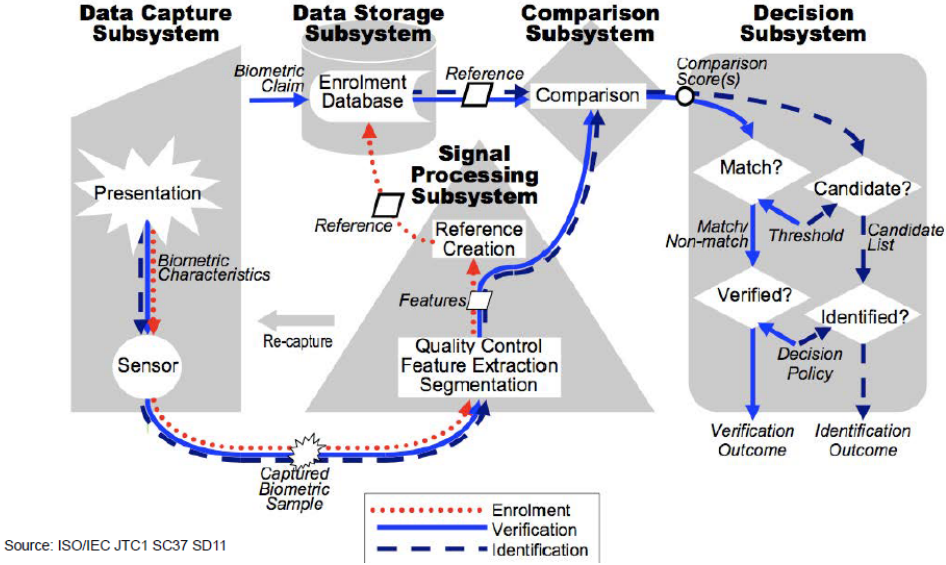 Data Capture
Subsystem
Data Storage
Subsystem
Comparison
Subsystem
Decision
Subsystem
Biometric
Claim
Enrolment
Database
Reference
Comparison
Comparison
Score(s)
Presentation
Signal
Processing
Subsystem
Match?
Candidate?
Reference
Reference
Creation
Match/
Non-match
Threshold
Candidate
List
Biometric
Characteristics
Features
Verified?
Identified?
Re-capture
Sensor
Quality Control
Feature Extraction
Segmentation
Decision
Policy
Verification
Outcome
Identification
Outcome
Captured
Biometric
Sample
Enrolment
Verification
Identification
Source: ISO/IEC JTC1 SC37 SD11